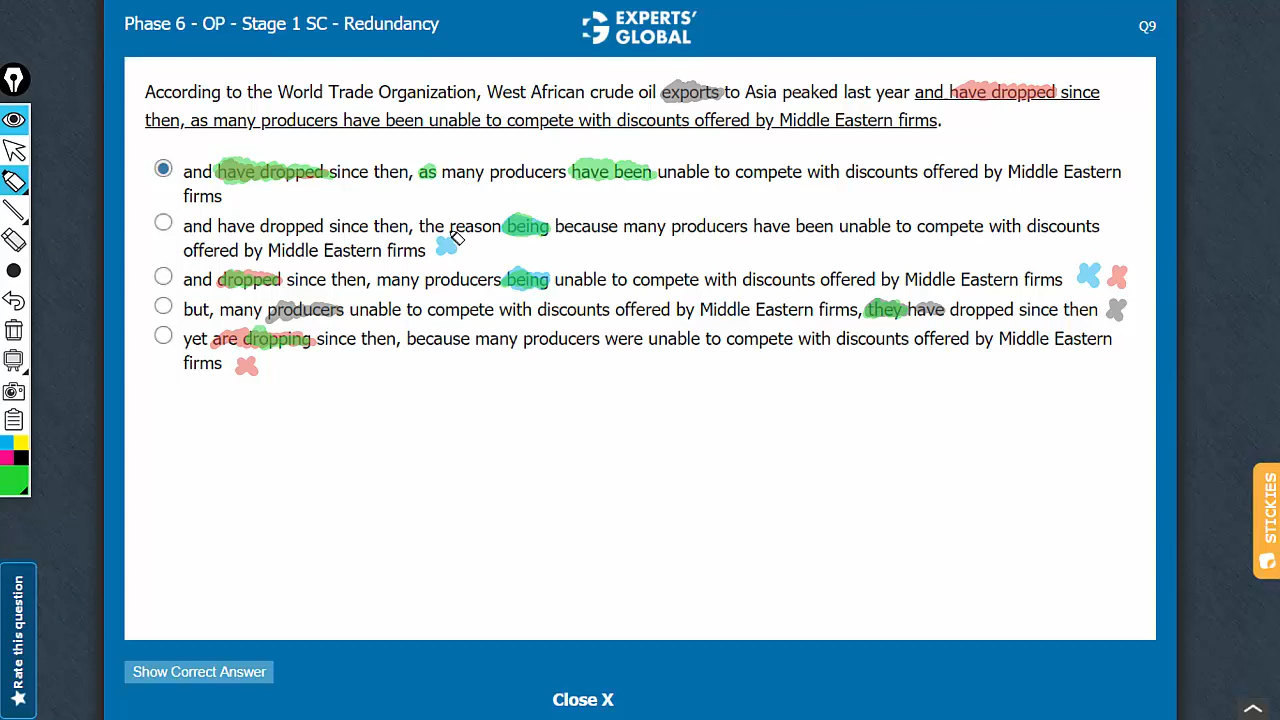 Phase 6 - OP - Stage 1 SC - Redundancy
EXPERTS’
GLOBAL
Q9
According to the World Trade Organization, West African crude oil exports to Asia peaked last year and have dropped since
then, as many producers have been unable to compete with discounts offered by Middle Eastern firms.
and have dropped since then, as many producers have been unable to compete with discounts offered by Middle Eastern
firms
and have dropped since then, the reason being because many producers have been unable to compete with discounts
offered by Middle Eastern firms
and dropped since then, many producers being unable to compete with discounts offered by Middle Eastern firms
but, many producers unable to compete with discounts offered by Middle Eastern firms, they have dropped since then
yet are dropping since then, because many producers were unable to compete with discounts offered by Middle Eastern
firms
STICKIES
Rate this question
Show Correct Answer
Close X